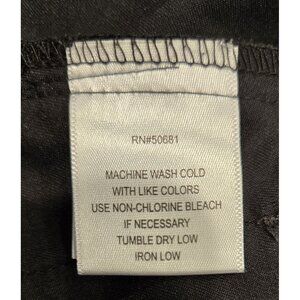 RN#50681
MACHINE WASH COLD
WITH LIKE COLORS
USE NON-CHLORINE BLEACH
IF NECESSARY
TUMBLE DRY LOW
IRON LOW